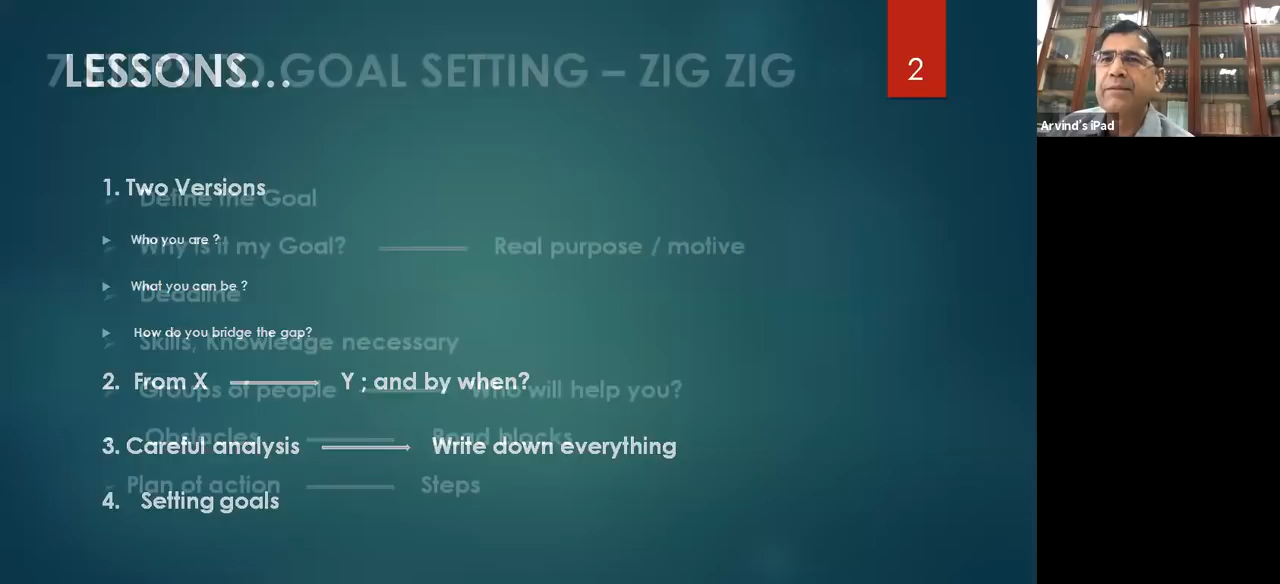 LESSONS...
GOAL SETTING – ZIG ZIG
2
Arvind's iPad
1. Two Versions
Define the Goal
Who you are ?
Why is it my Goal? Real purpose / motive
What you can be ?
Deadline
How do you bridge the gap?
Skills, Knowledge necessary
2. From X Y ; and by when?
Groups of people Who will help you?
Obstacles Road blocks
3. Careful analysis Write down everything
Plan of action Steps
4. Setting goals